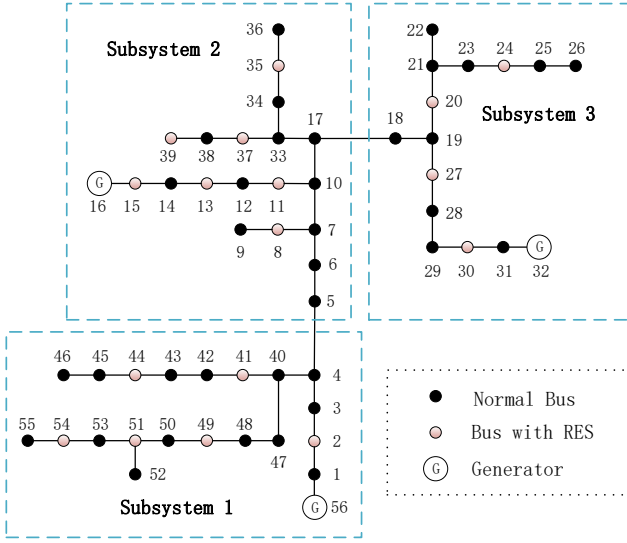 36
22
Subsystem 2
23 24 25 26
35
21
34
17
18
20
Subsystem 3
33
19
39 38 37
27
G
10
16 15 14 13 12 11
28
7
9 8
G
6
29 30 31 32
5
46 45 44 43 42 41 40
4
3
Normal Bus
55 54 53 51 50 49 48
2
Bus with RES
47
52
1
G Generator
Subsystem 1
G 56